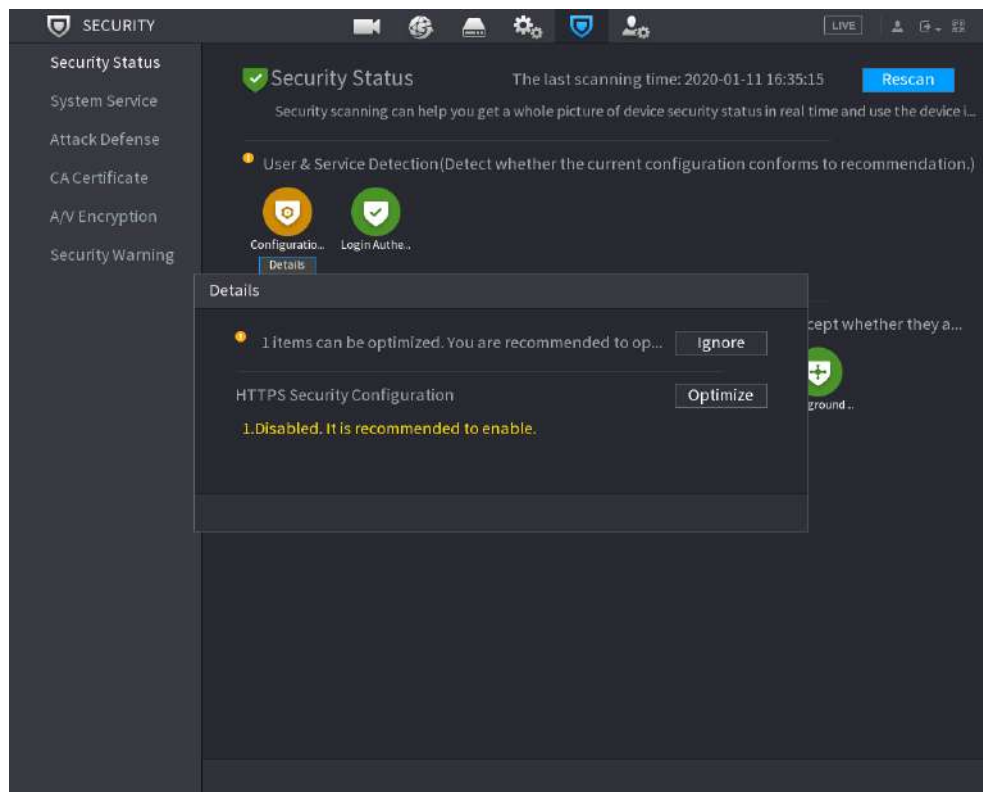 SECURITY
LIVE
Security Status
System Service
Attack Defense
CA Certificate
A/V Encryption
Security Warning
Security Status The last scanning time: 2020-01-11 16:35:15 Rescan
Security scanning can help you get a whole picture of device security status in real time and use the device i...
User & Service Detection(Detect whether the current configuration conforms to recommendation.)
Configuratio... Login Authe...
Details
Details
cept whether they a...
1 items can be optimized. You are recommended to op... Ignore
HTTPS Security Configuration Optimize
ground ...
1.Disabled. It is recommended to enable.